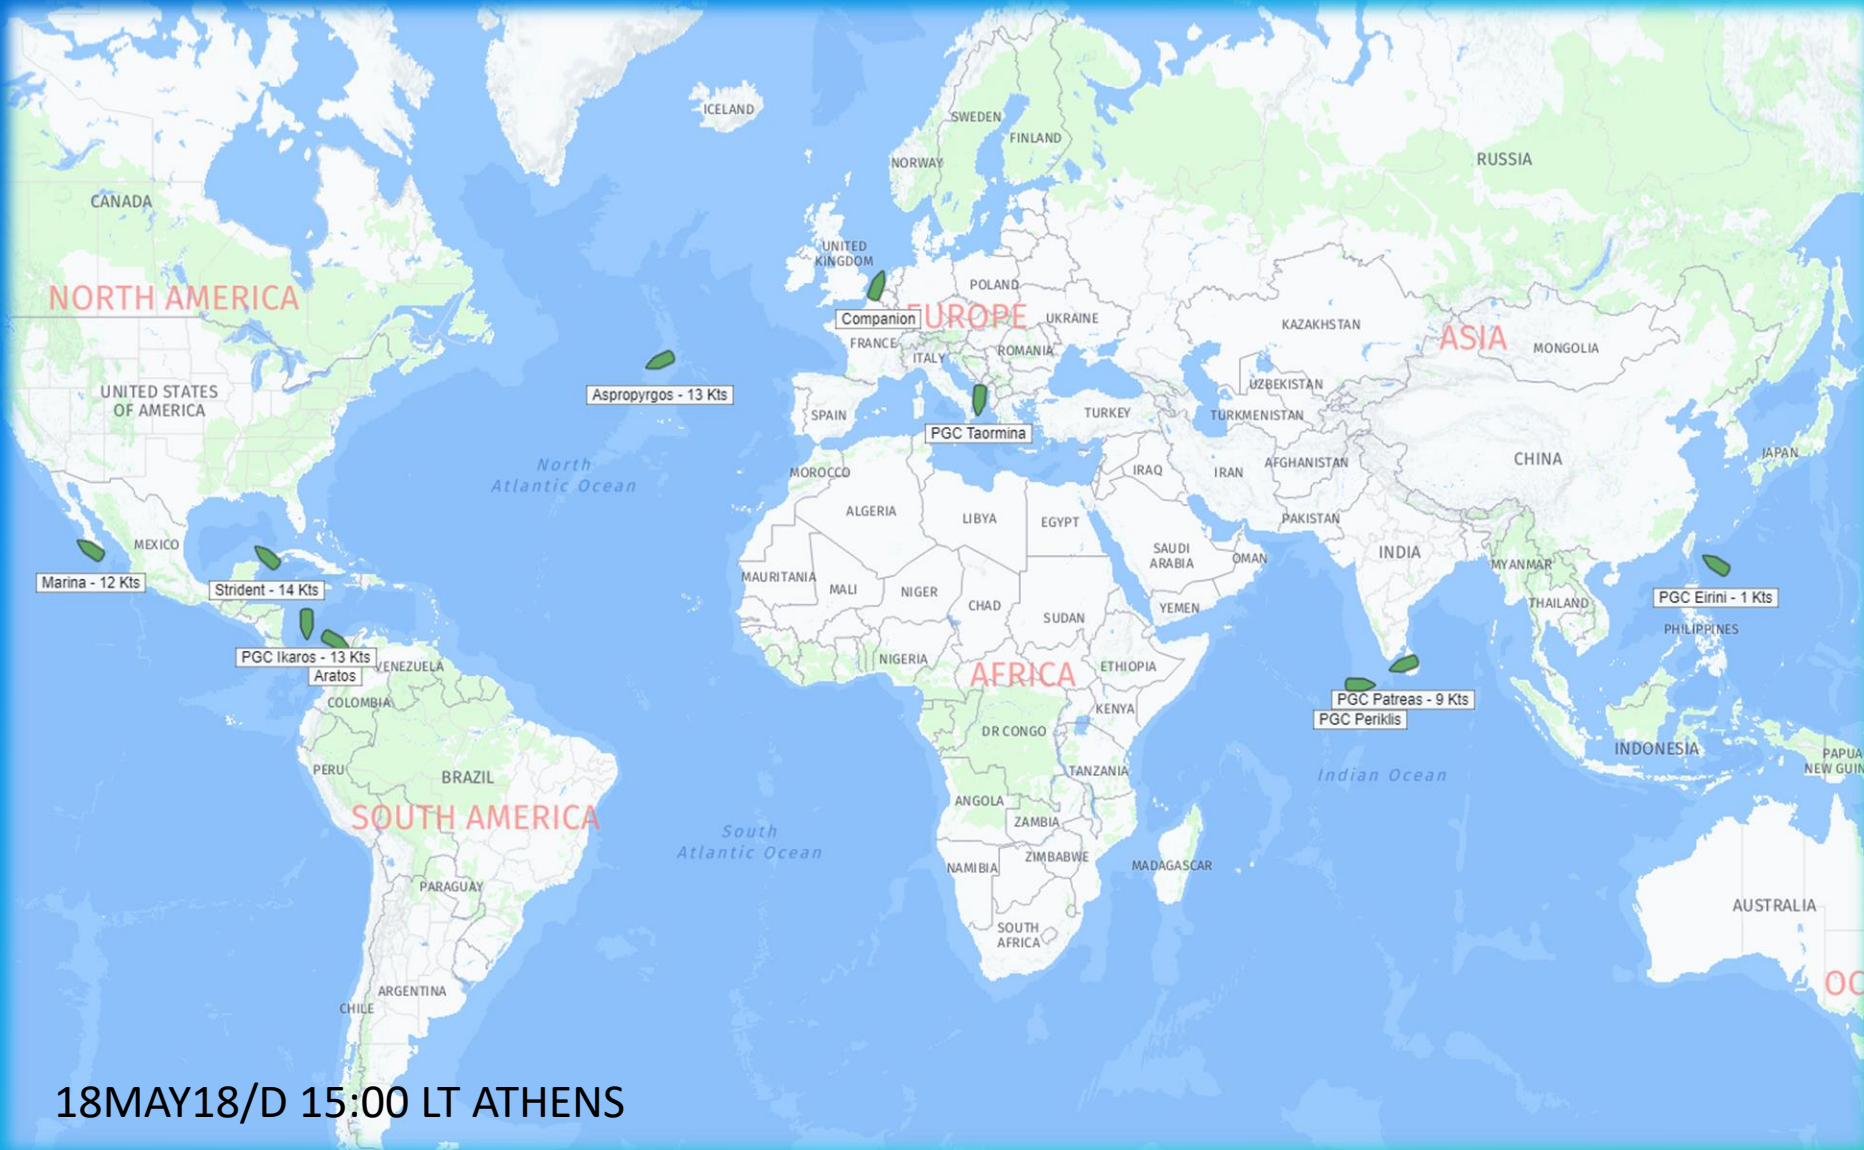 ICELAND
SWEDEN
FINLAND
NORWAY
RUSSIA
CANADA
UNITED
KINGDOM
POLAND
NORTH AMERICA
EUROPE
Companion
UKRAINE
KAZAKHSTAN
ASIA
MONGOLIA
FRANCE
ITALY
ROMANIA
UNITED STATES
OF AMERICA
Aspropyrgos - 13 Kts
UZBEKISTAN
SPAIN
TURKEY
TURKMENISTAN
PGC Taormina
JAPAN
CHINA
North
Atlantic Ocean
MOROCCO
IRAQ
IRAN
AFGHANISTAN
ALGERIA
LIBYA
EGYPT
PAKISTAN
MEXICO
SAUDI
ARABIA
OMAN
INDIA
MYANMAR
Marina - 12 Kts
Strident - 14 Kts
MAURITANIA
MALI
NIGER
CHAD
SUDAN
YEMEN
THAILAND
PGC Eirini - 1 Kts
PHILIPPINES
PGC Ikaros - 13 Kts
Aratos
VENEZUELA
COLOMBIA
NIGERIA
AFRICA
ETHIOPIA
KENYA
PGC Patreas - 9 Kts
PGC Periklis
DR CONGO
INDONESIA
PAPUA
NEW GUIN
PERU
BRAZIL
TANZANIA
Indian Ocean
SOUTH AMERICA
ANGOLA
ZAMBIA
South
Atlantic Ocean
NAMIBIA
ZIMBABWE
MADAGASCAR
PARAGUAY
AUSTRALIA
SOUTH
AFRICA
OC
ARGENTINA
CHILE
18MAY18/D 15:00 LT ATHENS